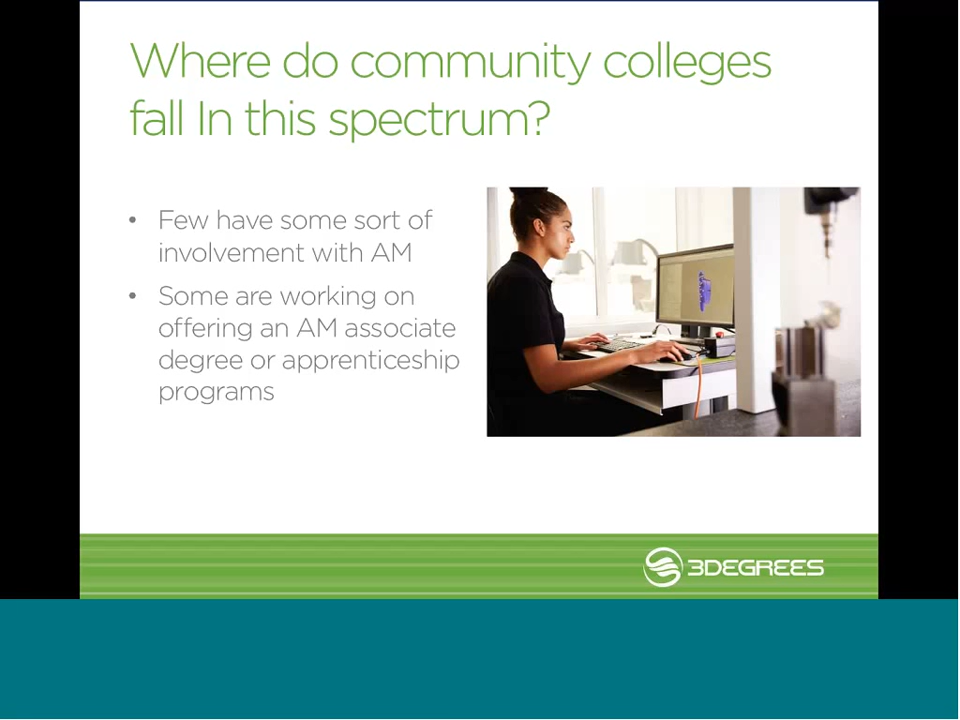 Where do community colleges
fall In this spectrum?
• Few have some sort of
involvement with AM
• Some are working on
offering an AM associate
degree or apprenticeship
programs
3DEGREES